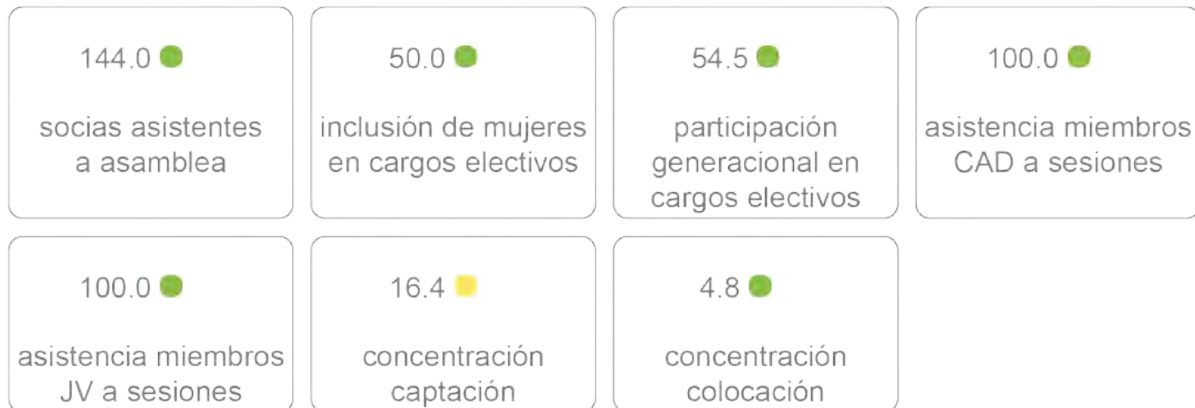 144.0
socias asistentes
a asamblea
50.0
inclusión de mujeres
en cargos electivos
54.5
participación
generacional en
cargos electivos
100.0
asistencia miembros
CAD a sesiones
100.0
asistencia miembros
JV a sesiones
16.4
concentración
captación
4.8
concentración
colocación